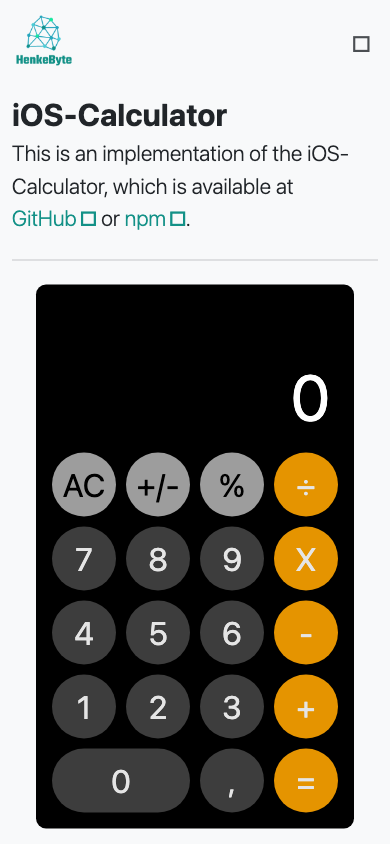 HenkeByte
iOS-Calculator
This is an implementation of the iOS-
Calculator, which is available at
GitHub or npm.
0
AC +/- % ÷
7 8 9 X
4 5 6 -
1 2 3 +
0 , =